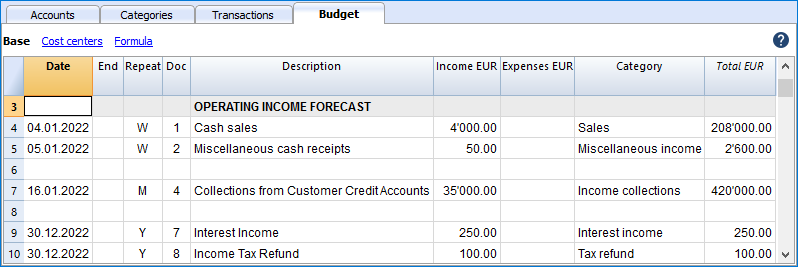 Accounts Categories Transactions Budget
Base Cost centers Formula ?
Date End Repeat Doc Description Income EUR Expenses EUR Category Total EUR
3 OPERATING INCOME FORECAST
4 04.01.2022 W 1 Cash sales 4'000.00 Sales 208'000.00
5 05.01.2022 W 2 Miscellaneous cash receipts 50.00 Miscellaneous income 2'600.00
6
7 16.01.2022 M 4 Collections from Customer Credit Accounts 35'000.00 Income collections 420'000.00
8
9 30.12.2022 Y 7 Interest Income 250.00 Interest income 250.00
10 30.12.2022 Y 8 Income Tax Refund 100.00 Tax refund 100.00